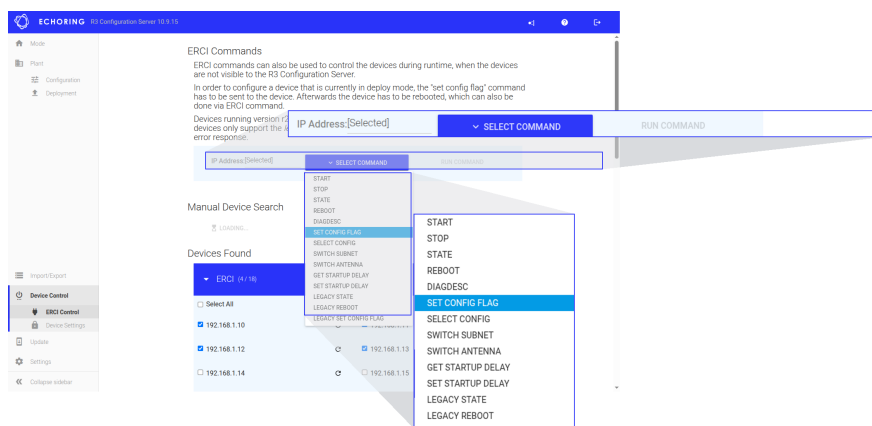 ECHORING R3 Configuration Server 10.9.15
Mode
Plant
Configuration
Deployment
Import/Export
Device Control
ERCI Control
Device Settings
Update
Settings
Collapse sidebar
ERCI Commands
ERCI commands can also be used to control the devices during runtime, when the devices
are not visible to the R3 Configuration Server.
In order to configure a device that is currently in deploy mode, the "set config flag" command
has to be sent to the device. Afterwards the device has to be rebooted, which can also be
done via ERCI command.
Devices running version
devices only support the
error response.
IP Address:[Selected] SELECT COMMAND RUN COMMAND
IP Address:[Selected] SELECT COMMAND RUN COMMAND
START
STOP
STATE
REBOOT
DIAGDESC
SET CONFIG FLAG
SELECT CONFIG
SWITCH SUBNET
SWITCH ANTENNA
GET STARTUP DELAY
SET STARTUP DELAY
LEGACY STATE
LEGACY REBOOT
LEGACY SET CONFIG FLAG
Manual Device Search
LOADING...
Devices Found
ERCI (4 / 18)
Select All
192.168.1.10 192.168.1.11
192.168.1.12 192.168.1.13
192.168.1.14 192.168.1.15
START
STOP
STATE
REBOOT
DIAGDESC
SET CONFIG FLAG
SELECT CONFIG
SWITCH SUBNET
SWITCH ANTENNA
GET STARTUP DELAY
SET STARTUP DELAY
LEGACY STATE
LEGACY REBOOT